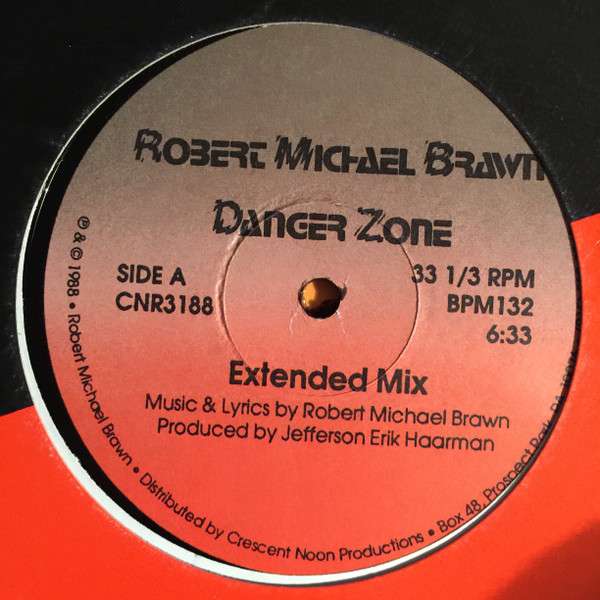 Robert Michael Brawn
Danger Zone
SIDE A
CNR3188
33 1/3 RPM
BPM132
6:33
Extended Mix
Music & Lyrics by Robert Michael Brawn
Produced by Jefferson Erik Haarman
℗ & © 1988 • Robert Michael Brawn • Distributed by Crescent Noon Productions • Box 48, Prospect Park, PA